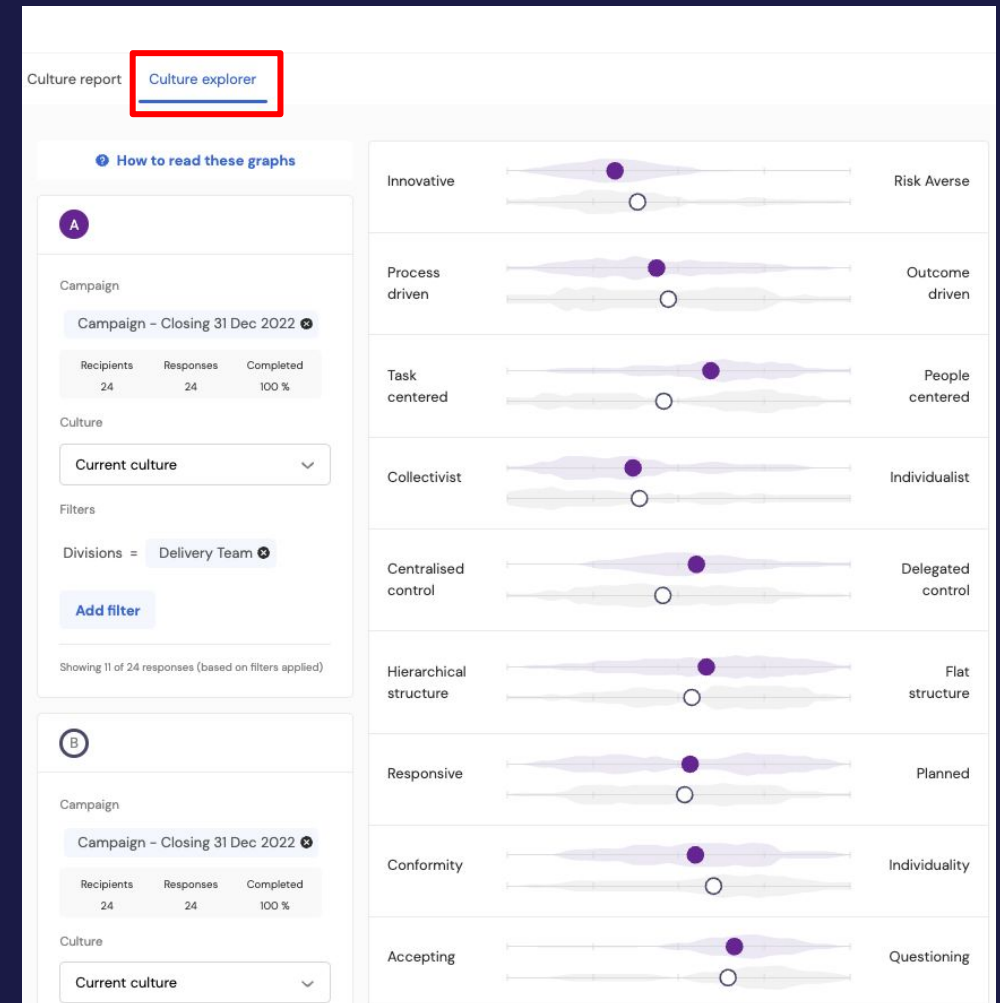 Culture report Culture explorer
How to read these graphs
A
Campaign
Campaign - Closing 31 Dec 2022
Recipients Responses Completed
24 24 100 %
Culture
Current culture
Filters
Divisions = Delivery Team
Add filter
Showing 11 of 24 responses (based on filters applied)
B
Campaign
Campaign - Closing 31 Dec 2022
Recipients Responses Completed
24 24 100 %
Culture
Current culture
Innovative Risk Averse
Process Outcome
driven driven
Task People
centered centered
Collectivist Individualist
Centralised Delegated
control control
Hierarchical Flat
structure structure
Responsive Planned
Conformity Individuality
Accepting Questioning